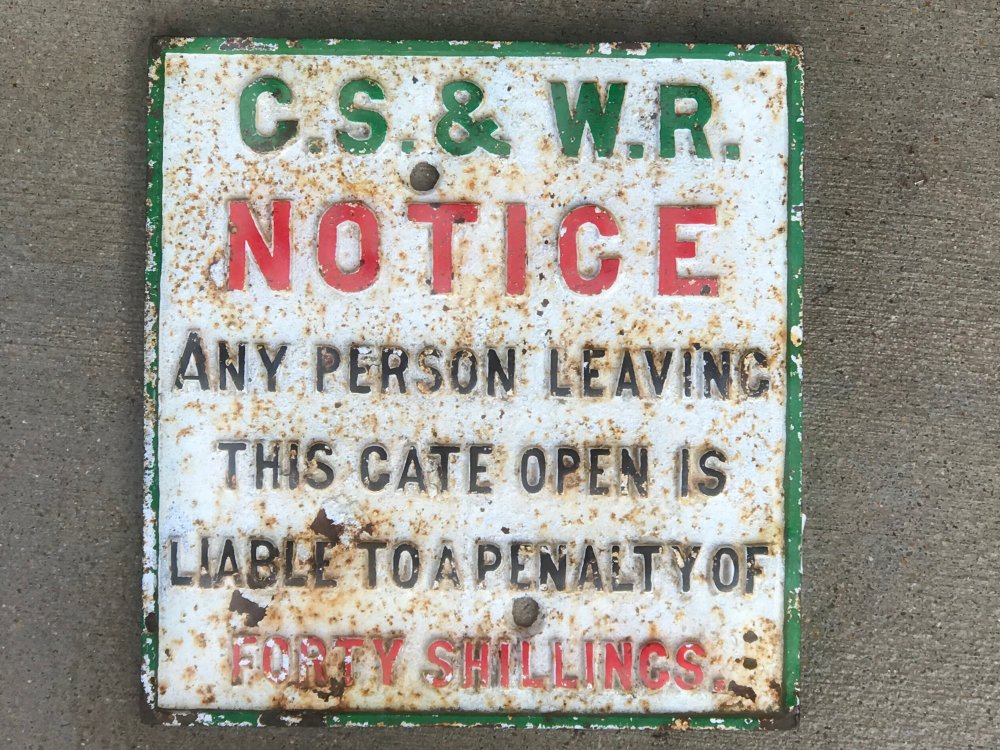 C.S. & W.R.
NOTICE
ANY PERSON LEAVING
THIS GATE OPEN IS
LIABLE TO A PENALTY OF
FORTY SHILLINGS.